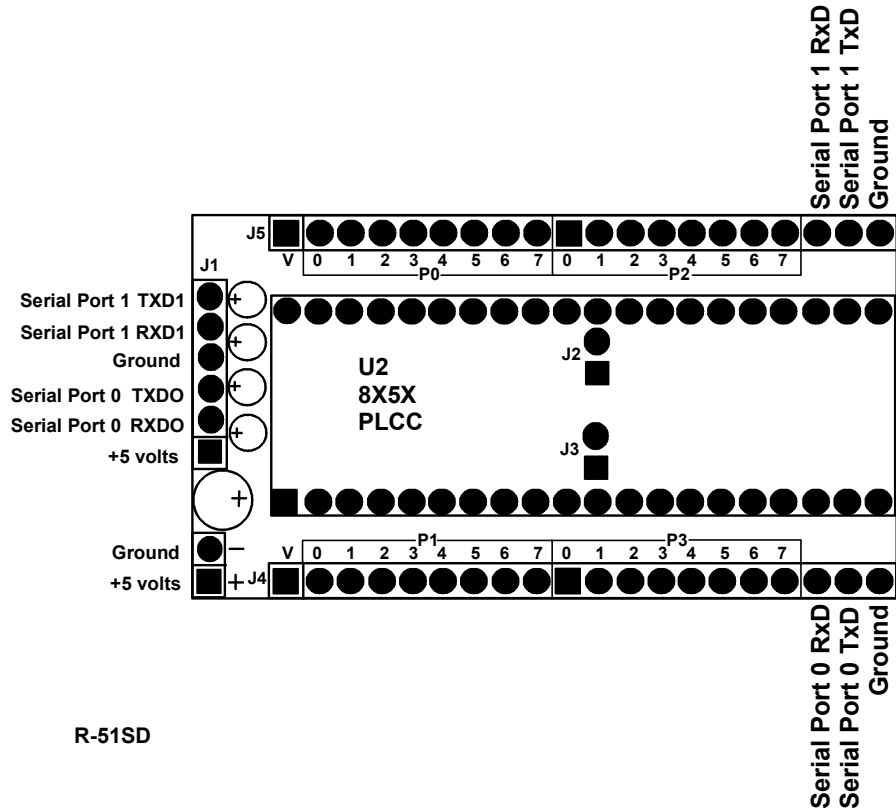 Serial Port 1 RxD
Serial Port 1 TxD
Ground
J5
V 0 1 2 3 4 5 6 7 0 1 2 3 4 5 6 7
P0 P2
J1
Serial Port 1 TXD1
Serial Port 1 RXD1
Ground
Serial Port 0 TXDO
Serial Port 0 RXDO
+5 volts
+
+
+
+
+
U2
8X5X
PLCC
J2
J3
P1 P3
V 0 1 2 3 4 5 6 7 0 1 2 3 4 5 6 7
Ground –
+5 volts + J4
Serial Port 0 RxD
Serial Port 0 TxD
Ground
R-51SD